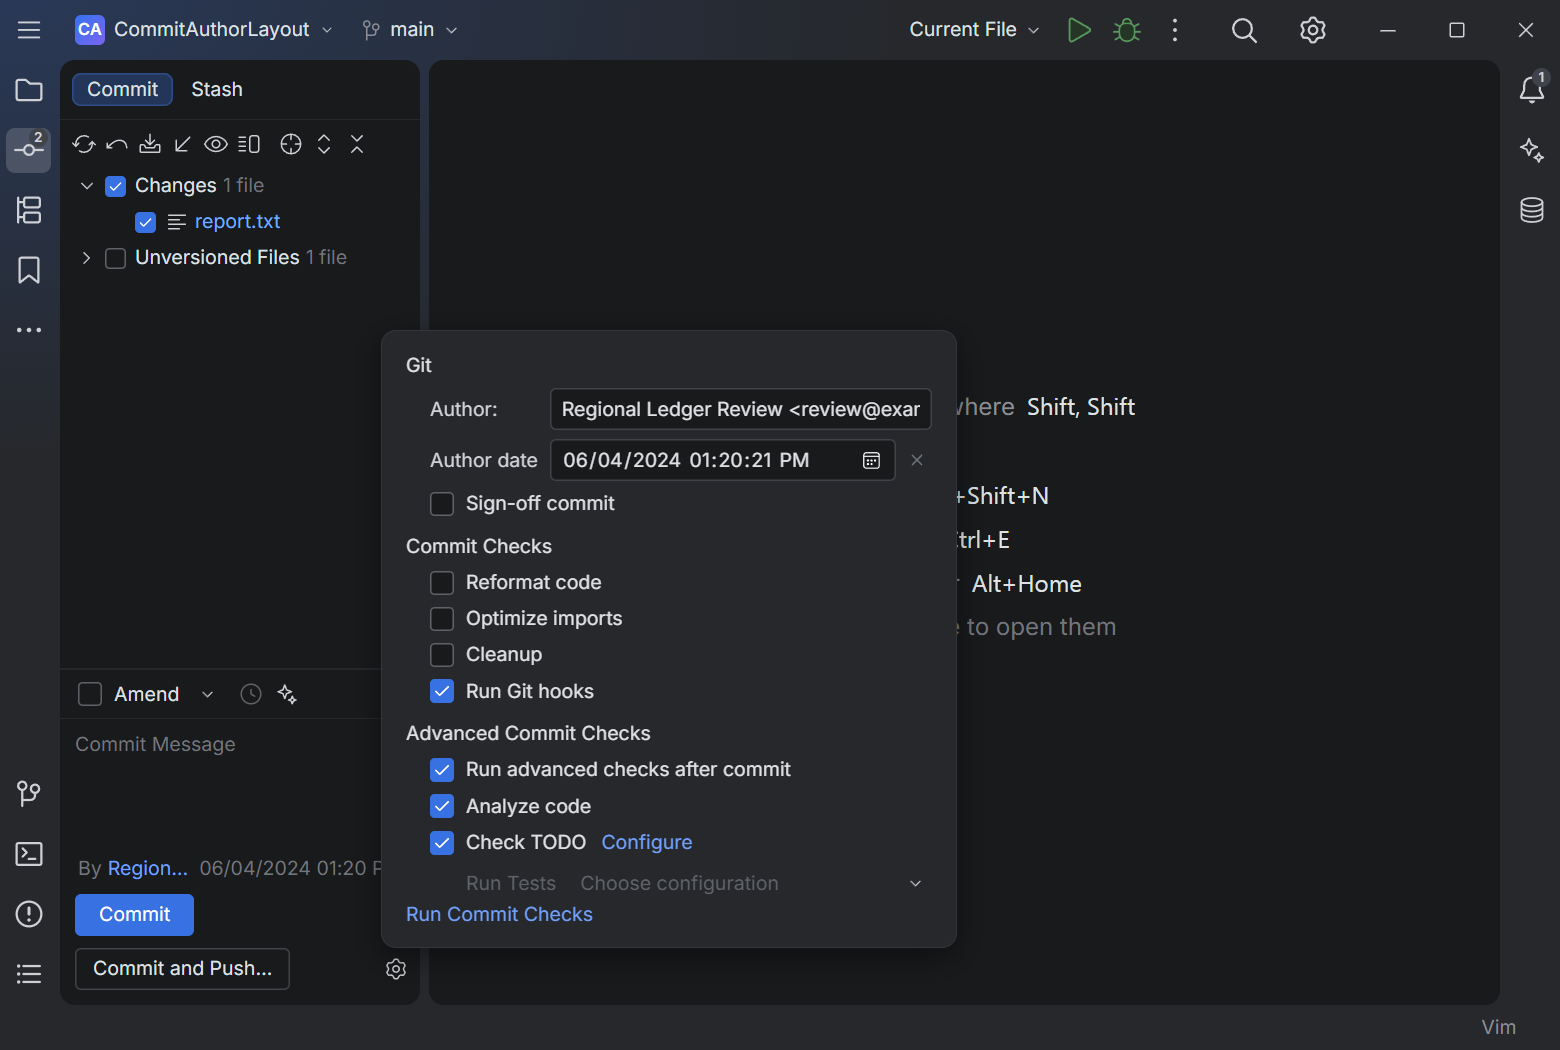 CA CommitAuthorLayout main Current File
1
Commit Stash
2
Changes 1 file
report.txt
Unversioned Files 1 file
Git
Author: Regional Ledger Review <review@exar
where Shift, Shift
Author date 06/04/2024 01:20:21 PM
+Shift+N
Sign-off commit
Ctrl+E
Commit Checks
Reformat code
Alt+Home
Optimize imports
to open them
Cleanup
Run Git hooks
Amend
Advanced Commit Checks
Commit Message
Run advanced checks after commit
Analyze code
Check TODO Configure
By Region... 06/04/2024 01:20 P
Run Tests Choose configuration
Commit
Run Commit Checks
Commit and Push...
Vim